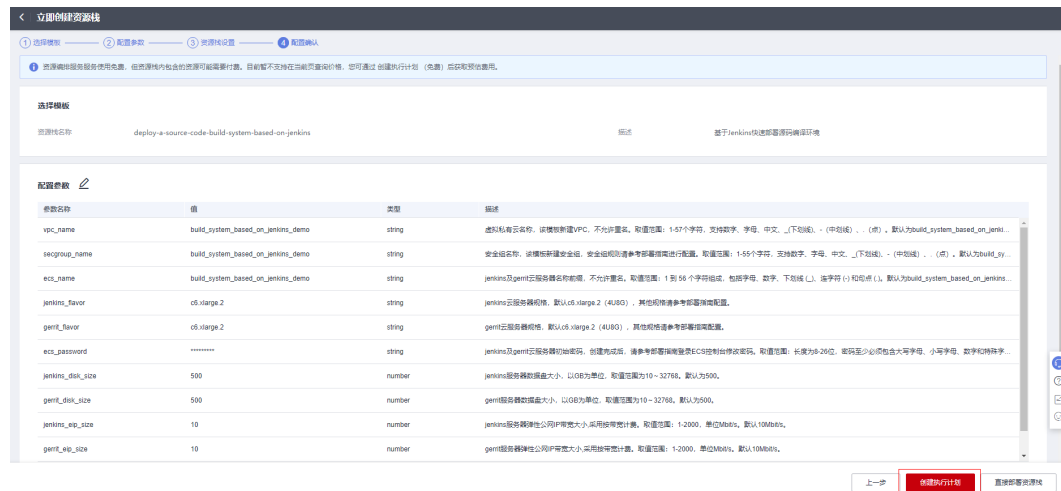 立即创建资源栈
1 选择模板 2 配置参数 3 资源栈设置 4 配置确认
资源编排服务使用免费，但资源栈内包含的资源可能需要付费。目前暂不支持在当前页查询价格，您可通过 创建执行计划 （免费）后获取预估费用。
选择模板
资源栈名称 deploy-a-source-code-build-system-based-on-jenkins 描述 基于Jenkins快速部署源码编译环境
配置参数
参数名称 值 类型 描述
vpc_name build_system_based_on_jenkins_demo string 虚拟私有云名称，该模板新建VPC，不允许重名。取值范围：1-57个字符，支持数字、字母、中文、_(下划线)、-（中划线）、.（点）。默认为build_system_based_on_jenki...
secgroup_name build_system_based_on_jenkins_demo string 安全组名称，该模板新建安全组，安全组规则请参考部署指南进行配置。取值范围：1-55个字符，支持数字、字母、中文、_(下划线)、-（中划线）、.（点）。默认为build_sy...
ecs_name build_system_based_on_jenkins_demo string jenkins及gerrit云服务器名称前缀，不允许重名。取值范围：1 到 56 个字符组成，包括字母、数字、下划线 (_)、连字符 (-) 和句点 (.)。默认为build_system_based_on_jenkins...
jenkins_flavor c6.xlarge.2 string jenkins云服务器规格，默认c6.xlarge.2（4U8G），其他规格请参考部署指南配置。
gerrit_flavor c6.xlarge.2 string gerrit云服务器规格，默认c6.xlarge.2（4U8G），其他规格请参考部署指南配置。
ecs_password ********* string jenkins及gerrit云服务器初始密码，创建完成后，请参考部署指南登录ECS控制台修改密码。取值范围：长度为8-26位，密码至少必须包含大写字母、小写字母、数字和特殊字...
jenkins_disk_size 500 number jenkins服务器数据盘大小，以GB为单位，取值范围为10~32768。默认为500。
gerrit_disk_size 500 number gerrit服务器数据盘大小，以GB为单位，取值范围为10~32768。默认为500。
jenkins_eip_size 10 number jenkins服务器弹性公网IP带宽大小,采用按带宽计费。取值范围：1-2000，单位Mbit/s。默认10Mbit/s。
gerrit_eip_size 10 number gerrit服务器弹性公网IP带宽大小,采用按带宽计费。取值范围：1-2000，单位Mbit/s。默认10Mbit/s。
上一步 创建执行计划 直接部署资源栈